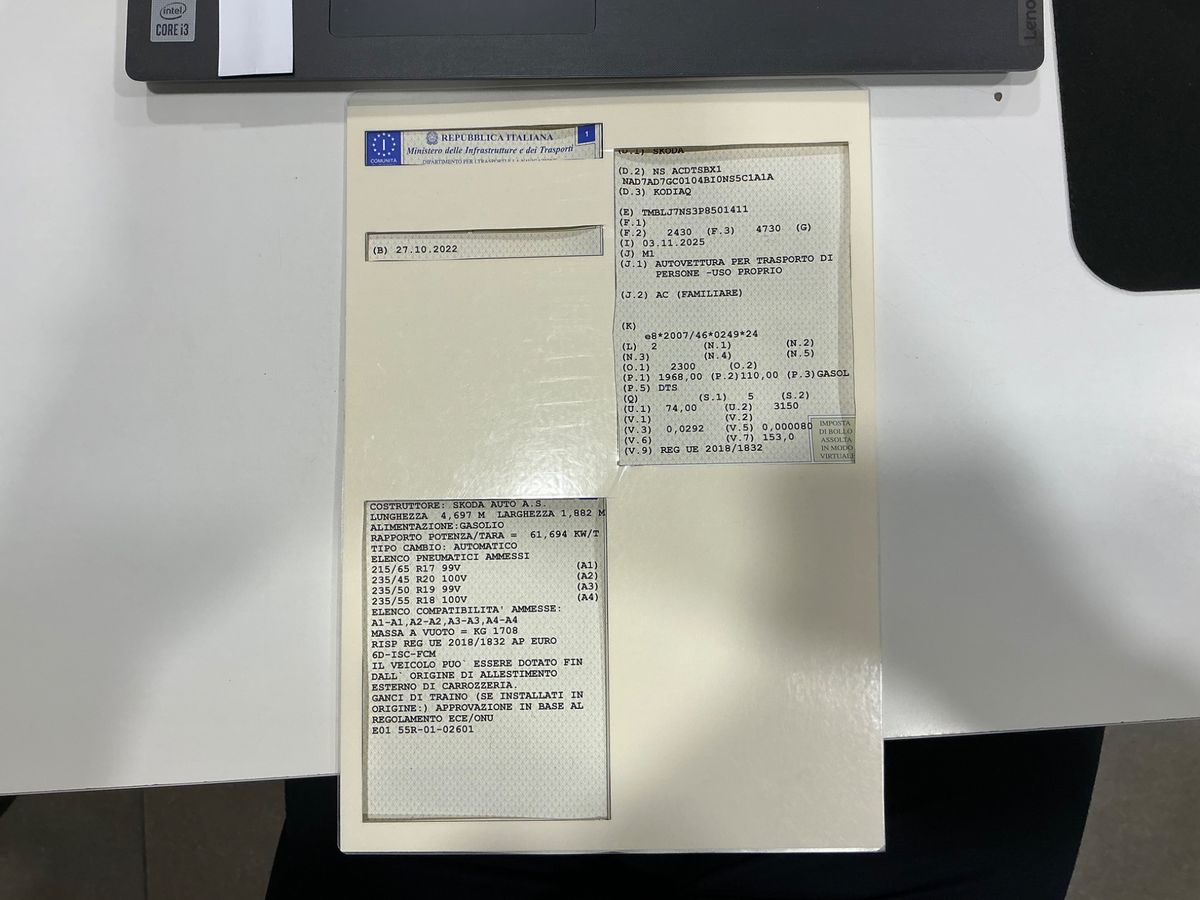 intel
CORE i3
Leno
COMUNITÀ
I
REPUBBLICA ITALIANA
Ministero delle Infrastrutture e dei Trasporti
1
(B) 27.10.2022
(D.1) SKODA
(D.2) NS ACDTSBX1
NAD7AD7GC0104BI0NS5C1A1A
(D.3) KODIAQ
(E) TMBLJ7NS3P8501411
(F.1)
(F.2) 2430 (F.3) 4730 (G)
(I) 03.11.2025
(J) M1
(J.1) AUTOVETTURA PER TRASPORTO DI
PERSONE -USO PROPRIO
(J.2) AC (FAMILIARE)
(K)
e8*2007/46*0249*24
(L) 2 (N.1) (N.2)
(N.3) (N.4) (N.5)
(O.1) 2300 (O.2)
(P.1) 1968,00 (P.2)110,00 (P.3)GASOL
(P.5) DTS
(Q) (S.1) 5 (S.2)
(U.1) 74,00 (U.2) 3150
(V.1) (V.2)
(V.3) 0,0292 (V.5) 0,000080
(V.6) (V.7) 153,0
(V.9) REG UE 2018/1832
IMPOSTA
DI BOLLO
ASSOLTA
IN MODO
VIRTUALE
COSTRUTTORE: SKODA AUTO A.S.
LUNGHEZZA 4,697 M LARGHEZZA 1,882 M
ALIMENTAZIONE:GASOLIO
RAPPORTO POTENZA/TARA = 61,694 KW/T
TIPO CAMBIO: AUTOMATICO
ELENCO PNEUMATICI AMMESSI
215/65 R17 99V (A1)
235/45 R20 100V (A2)
235/50 R19 99V (A3)
235/55 R18 100V (A4)
ELENCO COMPATIBILITA' AMMESSE:
A1-A1,A2-A2,A3-A3,A4-A4
MASSA A VUOTO = KG 1708
RISP REG UE 2018/1832 AP EURO
6D-ISC-FCM
IL VEICOLO PUO` ESSERE DOTATO FIN
DALL` ORIGINE DI ALLESTIMENTO
ESTERNO DI CARROZZERIA.
GANCI DI TRAINO (SE INSTALLATI IN
ORIGINE:) APPROVAZIONE IN BASE AL
REGOLAMENTO ECE/ONU
E01 55R-01-02601